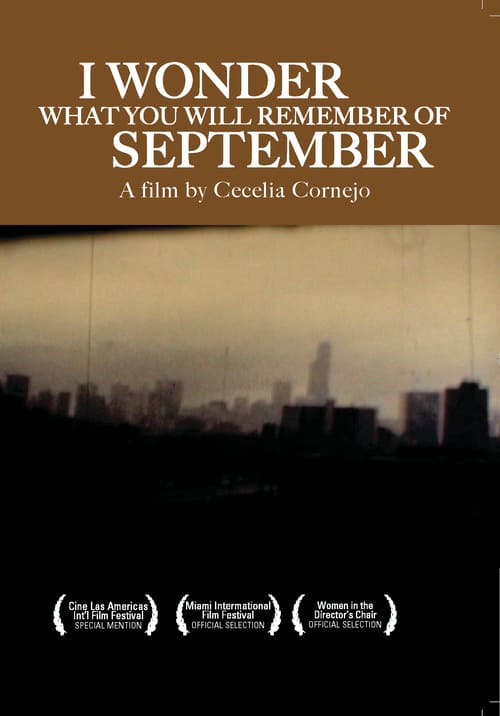 I WONDER
WHAT YOU WILL REMEMBER OF
SEPTEMBER
A film by Cecelia Cornejo
Cine Las Americas
Int'l Film Festival
SPECIAL MENTION
Miami International
Film Festival
OFFICIAL SELECTION
Women in the
Director's Chair
OFFICIAL SELECTION